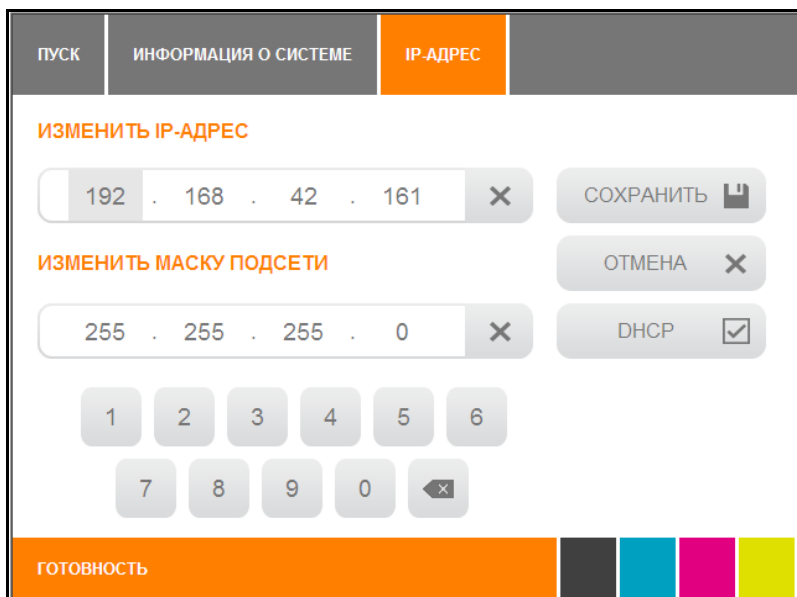 ПУСК
ИНФОРМАЦИЯ О СИСТЕМЕ
IP-АДРЕС
ИЗМЕНИТЬ IP-АДРЕС
192 . 168 . 42 . 161
СОХРАНИТЬ
ИЗМЕНИТЬ МАСКУ ПОДСЕТИ
ОТМЕНА
255 . 255 . 255 . 0
DHCP
1 2 3 4 5 6
7 8 9 0
ГОТОВНОСТЬ